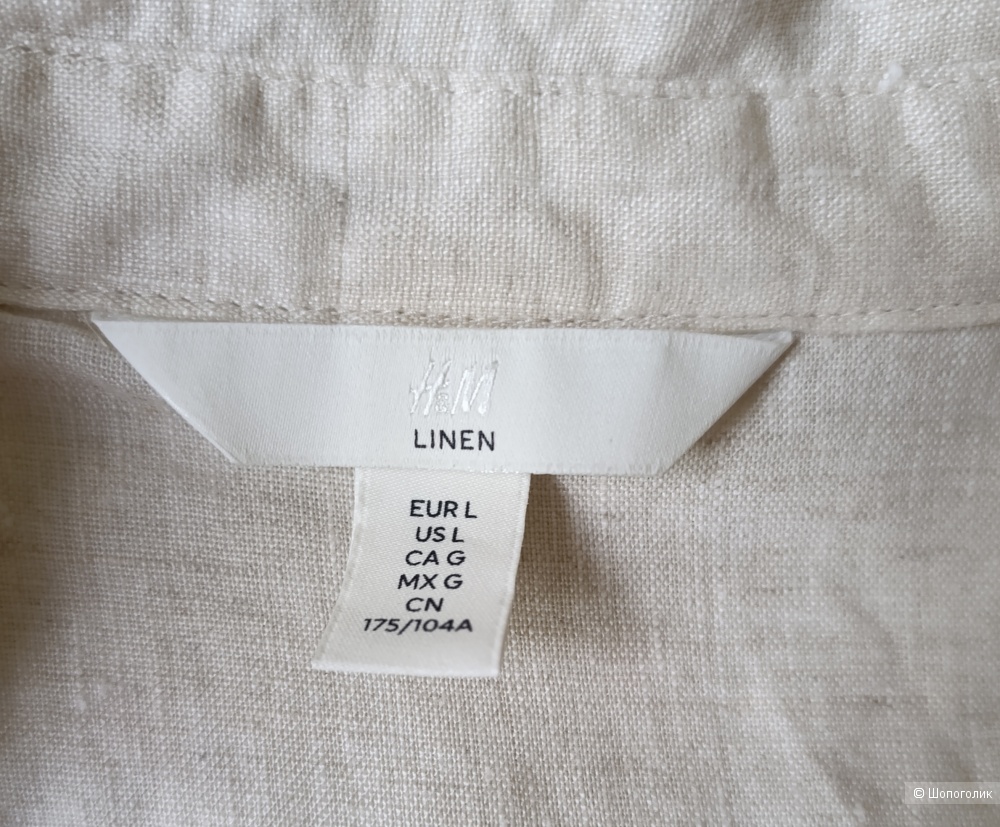 H&M
LINEN
EUR L
US L
CA G
MX G
CN
175/104A
© Шопоголик